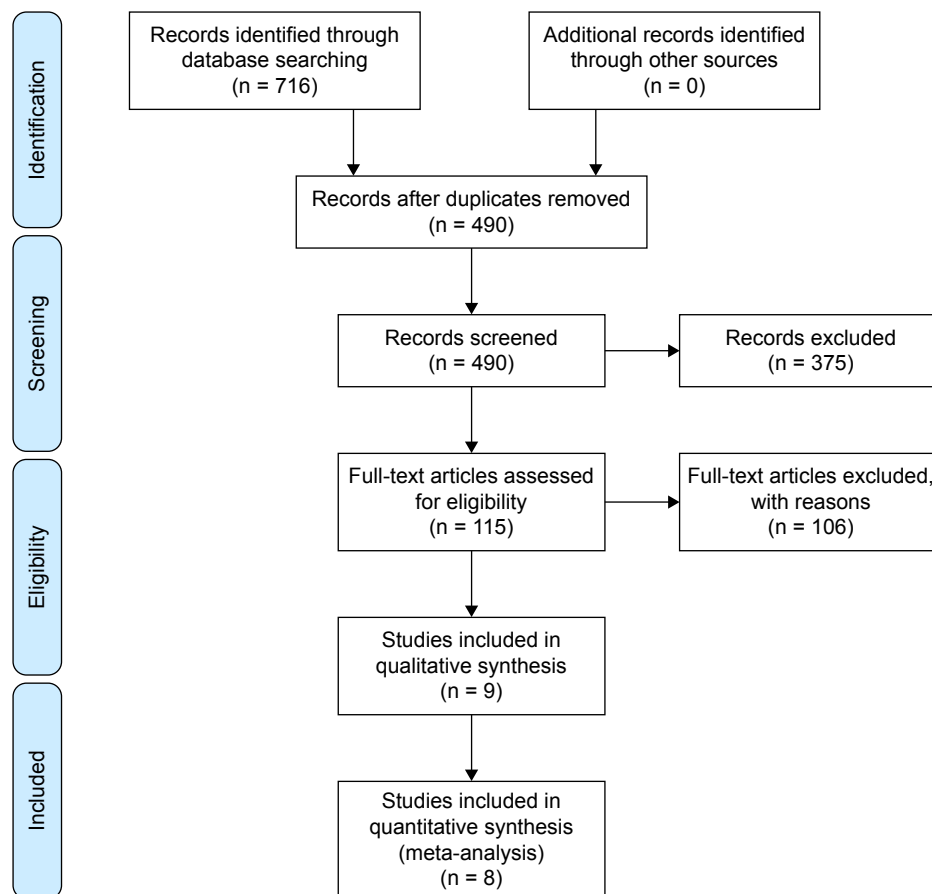 Identification
Records identified through
database searching
(n = 716)
Additional records identified
through other sources
(n = 0)
Records after duplicates removed
(n = 490)
Screening
Records screened
(n = 490)
Records excluded
(n = 375)
Eligibility
Full-text articles assessed
for eligibility
(n = 115)
Full-text articles excluded,
with reasons
(n = 106)
Studies included in
qualitative synthesis
(n = 9)
Included
Studies included in
quantitative synthesis
(meta-analysis)
(n = 8)